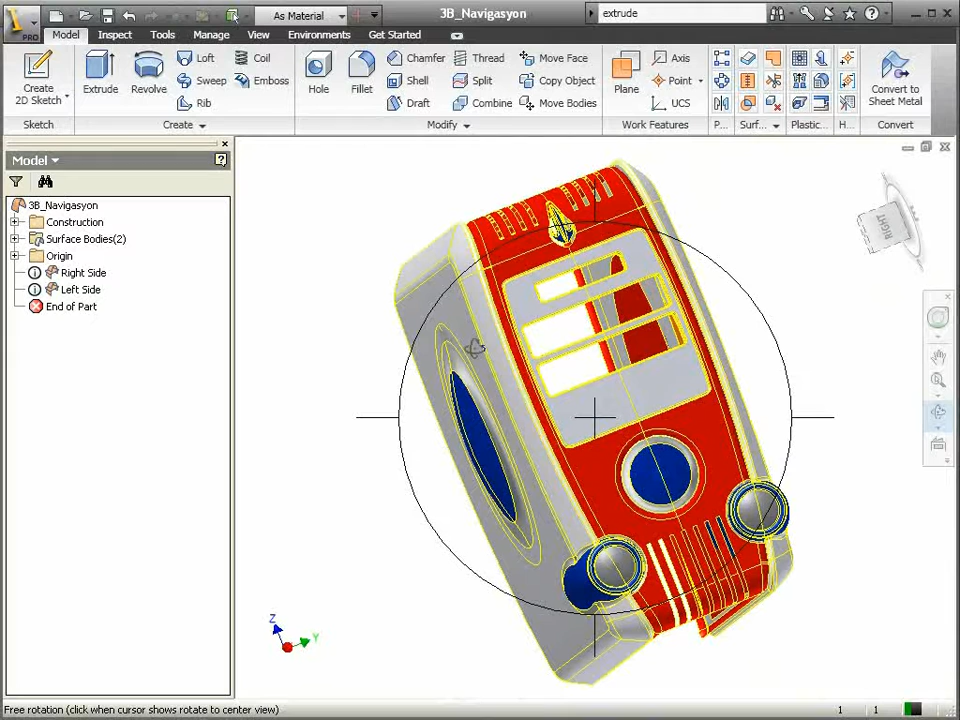 As Material
3B_Navigasyon
extrude
PRO
Model
Inspect
Tools
Manage
View
Environments
Get Started
Create
2D Sketch
Extrude
Revolve
Loft
Sweep
Rib
Coil
Emboss
Hole
Fillet
Chamfer
Shell
Draft
Thread
Split
Combine
Move Face
Copy Object
Move Bodies
Plane
Axis
Point
UCS
Convert to
Sheet Metal
Sketch
Create
Modify
Work Features
P...
Surf...
Plastic...
H...
Convert
Model
3B_Navigasyon
Construction
Surface Bodies(2)
Origin
Right Side
Left Side
End of Part
RIGHT
Z
Y
Free rotation (click when cursor shows rotate to center view)
1
1